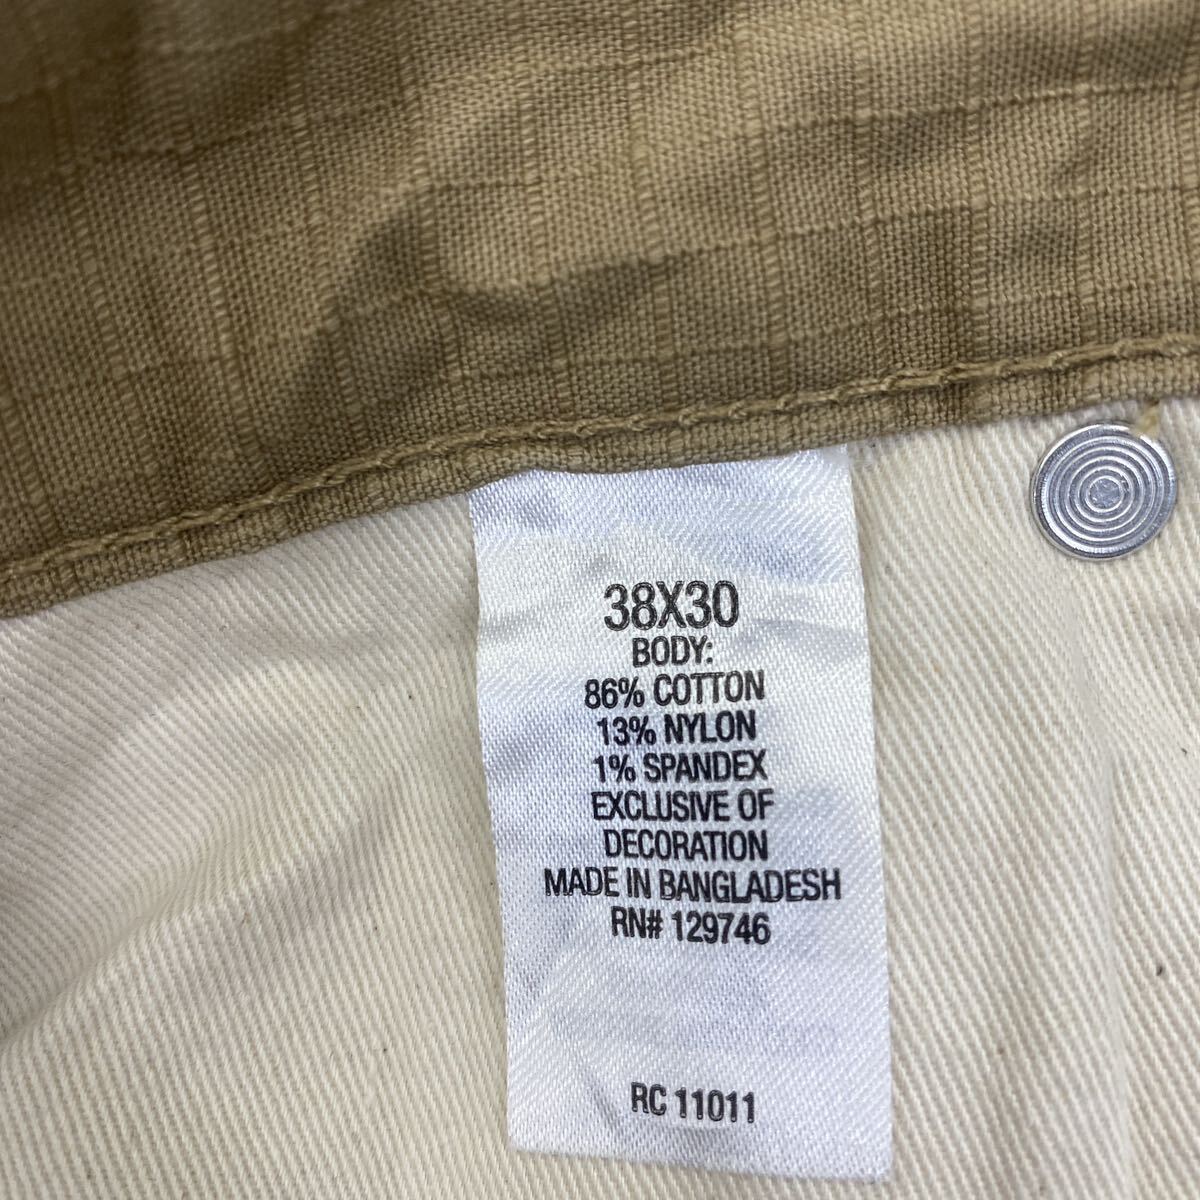 38X30
BODY:
86% COTTON
13% NYLON
1% SPANDEX
EXCLUSIVE OF
DECORATION
MADE IN BANGLADESH
RN# 129746
RC 11011